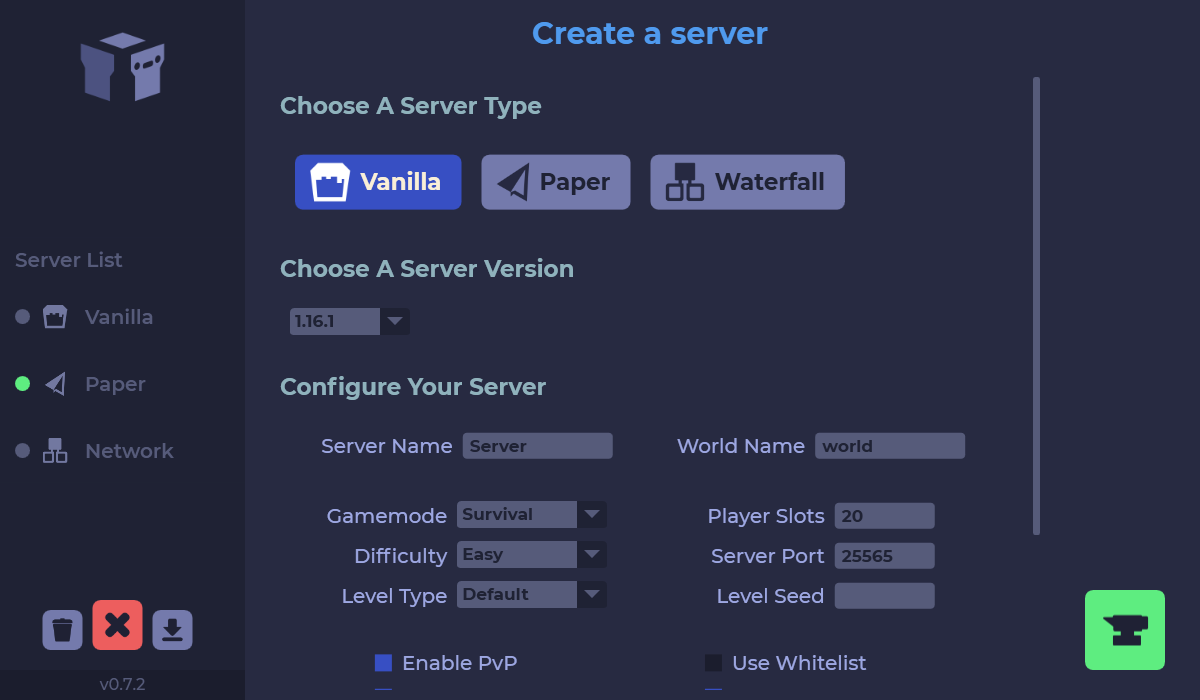 Create a server
Choose A Server Type
Vanilla Paper Waterfall
Choose A Server Version
1.16.1
Configure Your Server
Server Name Server World Name world
Gamemode Survival Player Slots 20
Difficulty Easy Server Port 25565
Level Type Default Level Seed
Enable PvP Use Whitelist
Server List
Vanilla
Paper
Network
v0.7.2